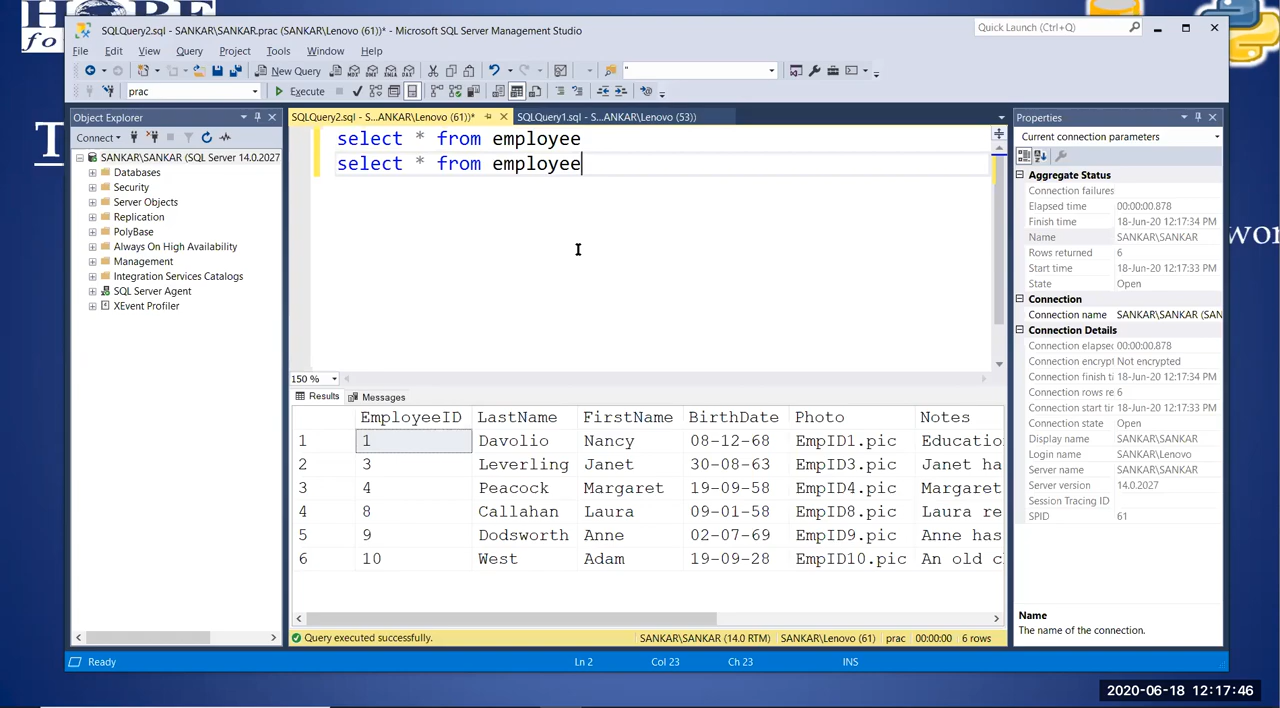 HOPE
fo
T
wor
SQLQuery2.sql - SANKAR\SANKAR.prac (SANKAR\Lenovo (61))* - Microsoft SQL Server Management Studio
Quick Launch (Ctrl+Q)
File Edit View Query Project Tools Window Help
New Query
MDX DMX XMLA DAX
"
prac
Execute
Object Explorer
Connect
SANKAR\SANKAR (SQL Server 14.0.2027
Databases
Security
Server Objects
Replication
PolyBase
Always On High Availability
Management
Integration Services Catalogs
SQL Server Agent
XEvent Profiler
SQLQuery2.sql - S...ANKAR\Lenovo (61))*
SQLQuery1.sql - S...ANKAR\Lenovo (53))
select * from employee
select * from employee
150 %
Results Messages
EmployeeID LastName FirstName BirthDate Photo Notes
1 1 Davolio Nancy 08-12-68 EmpID1.pic Educatio
2 3 Leverling Janet 30-08-63 EmpID3.pic Janet ha
3 4 Peacock Margaret 19-09-58 EmpID4.pic Margaret
4 8 Callahan Laura 09-01-58 EmpID8.pic Laura re
5 9 Dodsworth Anne 02-07-69 EmpID9.pic Anne has
6 10 West Adam 19-09-28 EmpID10.pic An old c
Query executed successfully.
SANKAR\SANKAR (14.0 RTM) SANKAR\Lenovo (61) prac 00:00:00 6 rows
Properties
Current connection parameters
Aggregate Status
Connection failures
Elapsed time 00:00:00.878
Finish time 18-Jun-20 12:17:34 PM
Name SANKAR\SANKAR
Rows returned 6
Start time 18-Jun-20 12:17:33 PM
State Open
Connection
Connection name SANKAR\SANKAR (SAN
Connection Details
Connection elapsec 00:00:00.878
Connection encrypt Not encrypted
Connection finish ti 18-Jun-20 12:17:34 PM
Connection rows re 6
Connection start tir 18-Jun-20 12:17:33 PM
Connection state Open
Display name SANKAR\SANKAR
Login name SANKAR\Lenovo
Server name SANKAR\SANKAR
Server version 14.0.2027
Session Tracing ID
SPID 61
Name
The name of the connection.
Ready
Ln 2 Col 23 Ch 23 INS
2020-06-18 12:17:46